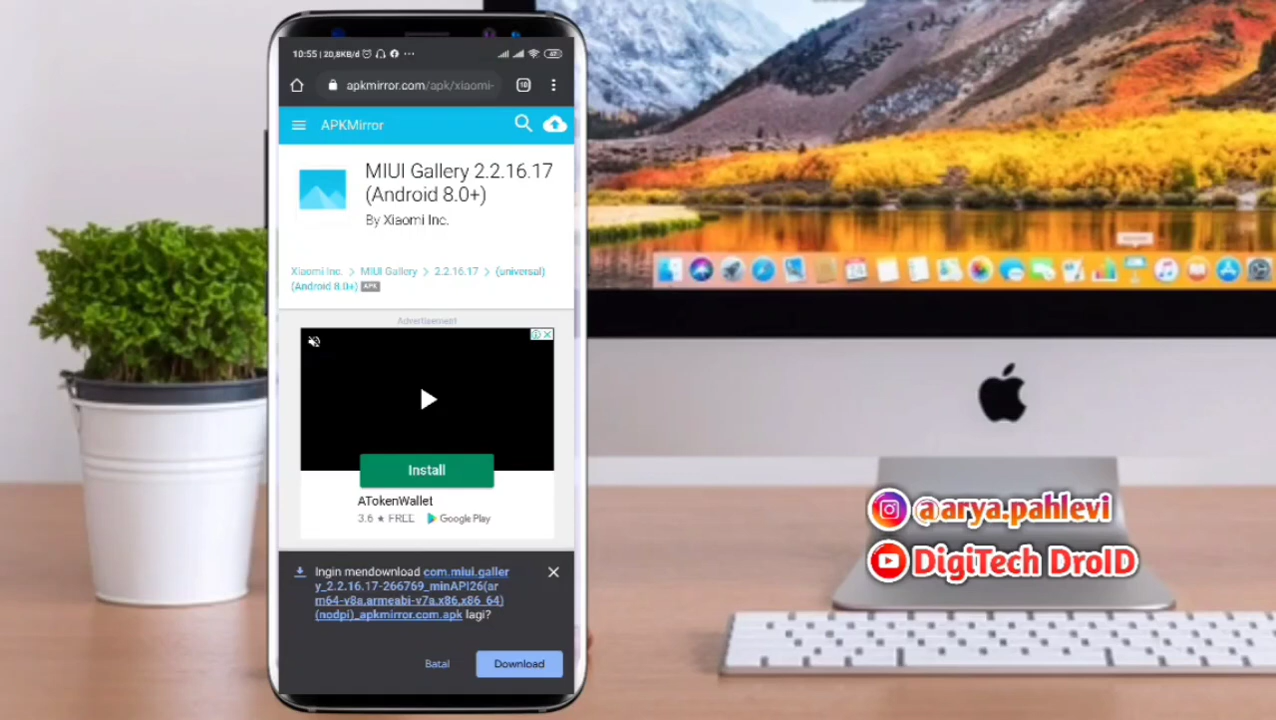 10:55 | 20,8KB/d
apkmirror.com/apk/xiaomi-
APKMirror
MIUI Gallery 2.2.16.17
(Android 8.0+)
By Xiaomi Inc.
Xiaomi Inc. > MIUI Gallery > 2.2.16.17 > (universal)
(Android 8.0+) APK
Advertisement
Install
ATokenWallet
3.6 ★ FREE Google Play
Ingin mendownload com.miui.galler
y_2.2.16.17-266769_minAPI26(ar
m64-v8a,armeabi-v7a,x86,x86_64)
(nodpi)_apkmirror.com.apk lagi?
Batal
Download
@arya.pahlevi
DigiTech DroID